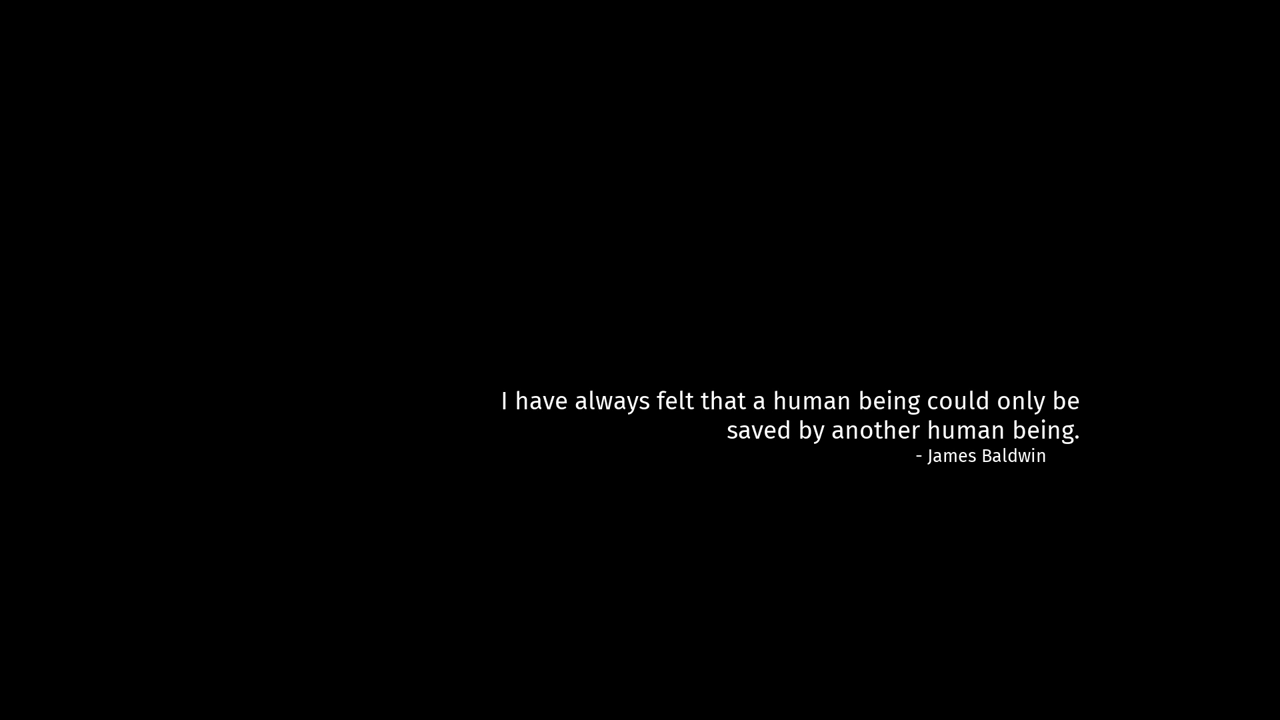 I have always felt that a human being could only be
saved by another human being.
- James Baldwin